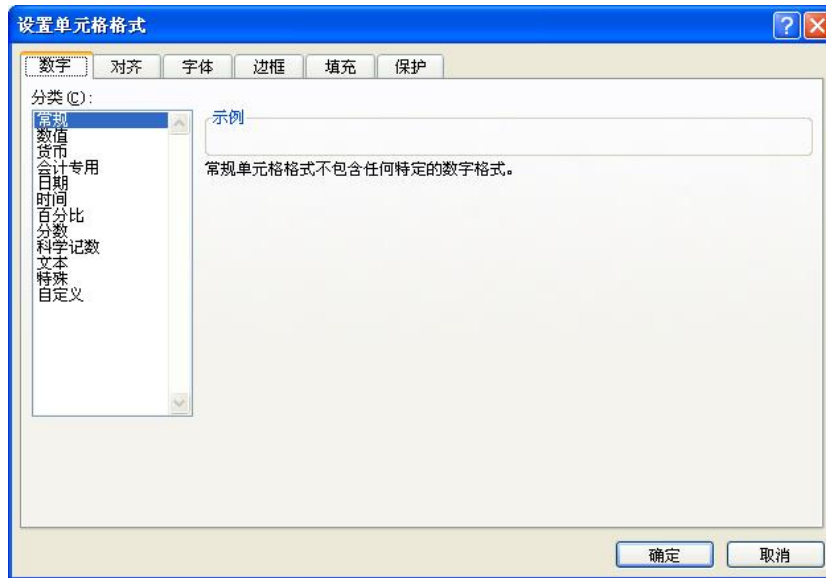 设置单元格格式
数字 对齐 字体 边框 填充 保护
分类(C):
常规
数值
货币
会计专用
日期
时间
百分比
分数
科学记数
文本
特殊
自定义
示例
常规单元格格式不包含任何特定的数字格式。
确定 取消